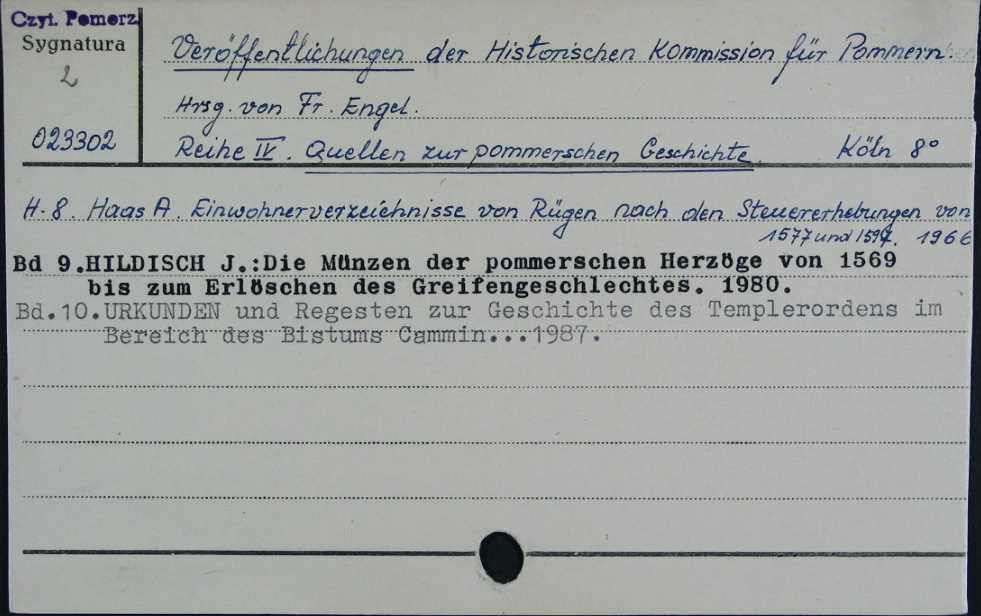 Czyt. Pomorz.
Sygnatura
2
023302
Veröffentlichungen der Historischen Kommission für Pommern.
Hrsg. von Fr. Engel.
Reihe IV. Quellen zur pommerschen Geschichte. Köln 8°
H. 8. Haas A. Einwohnerverzeichnisse von Rügen nach den Steuererhebungen von
1577 und 1597. 1966
Bd 9.HILDISCH J.:Die Münzen der pommerschen Herzöge von 1569
bis zum Erlöschen des Greifengeschlechtes. 1980.
Bd.10.URKUNDEN und Regesten zur Geschichte des Templerordens im
Bereich des Bistums Cammin...1987.